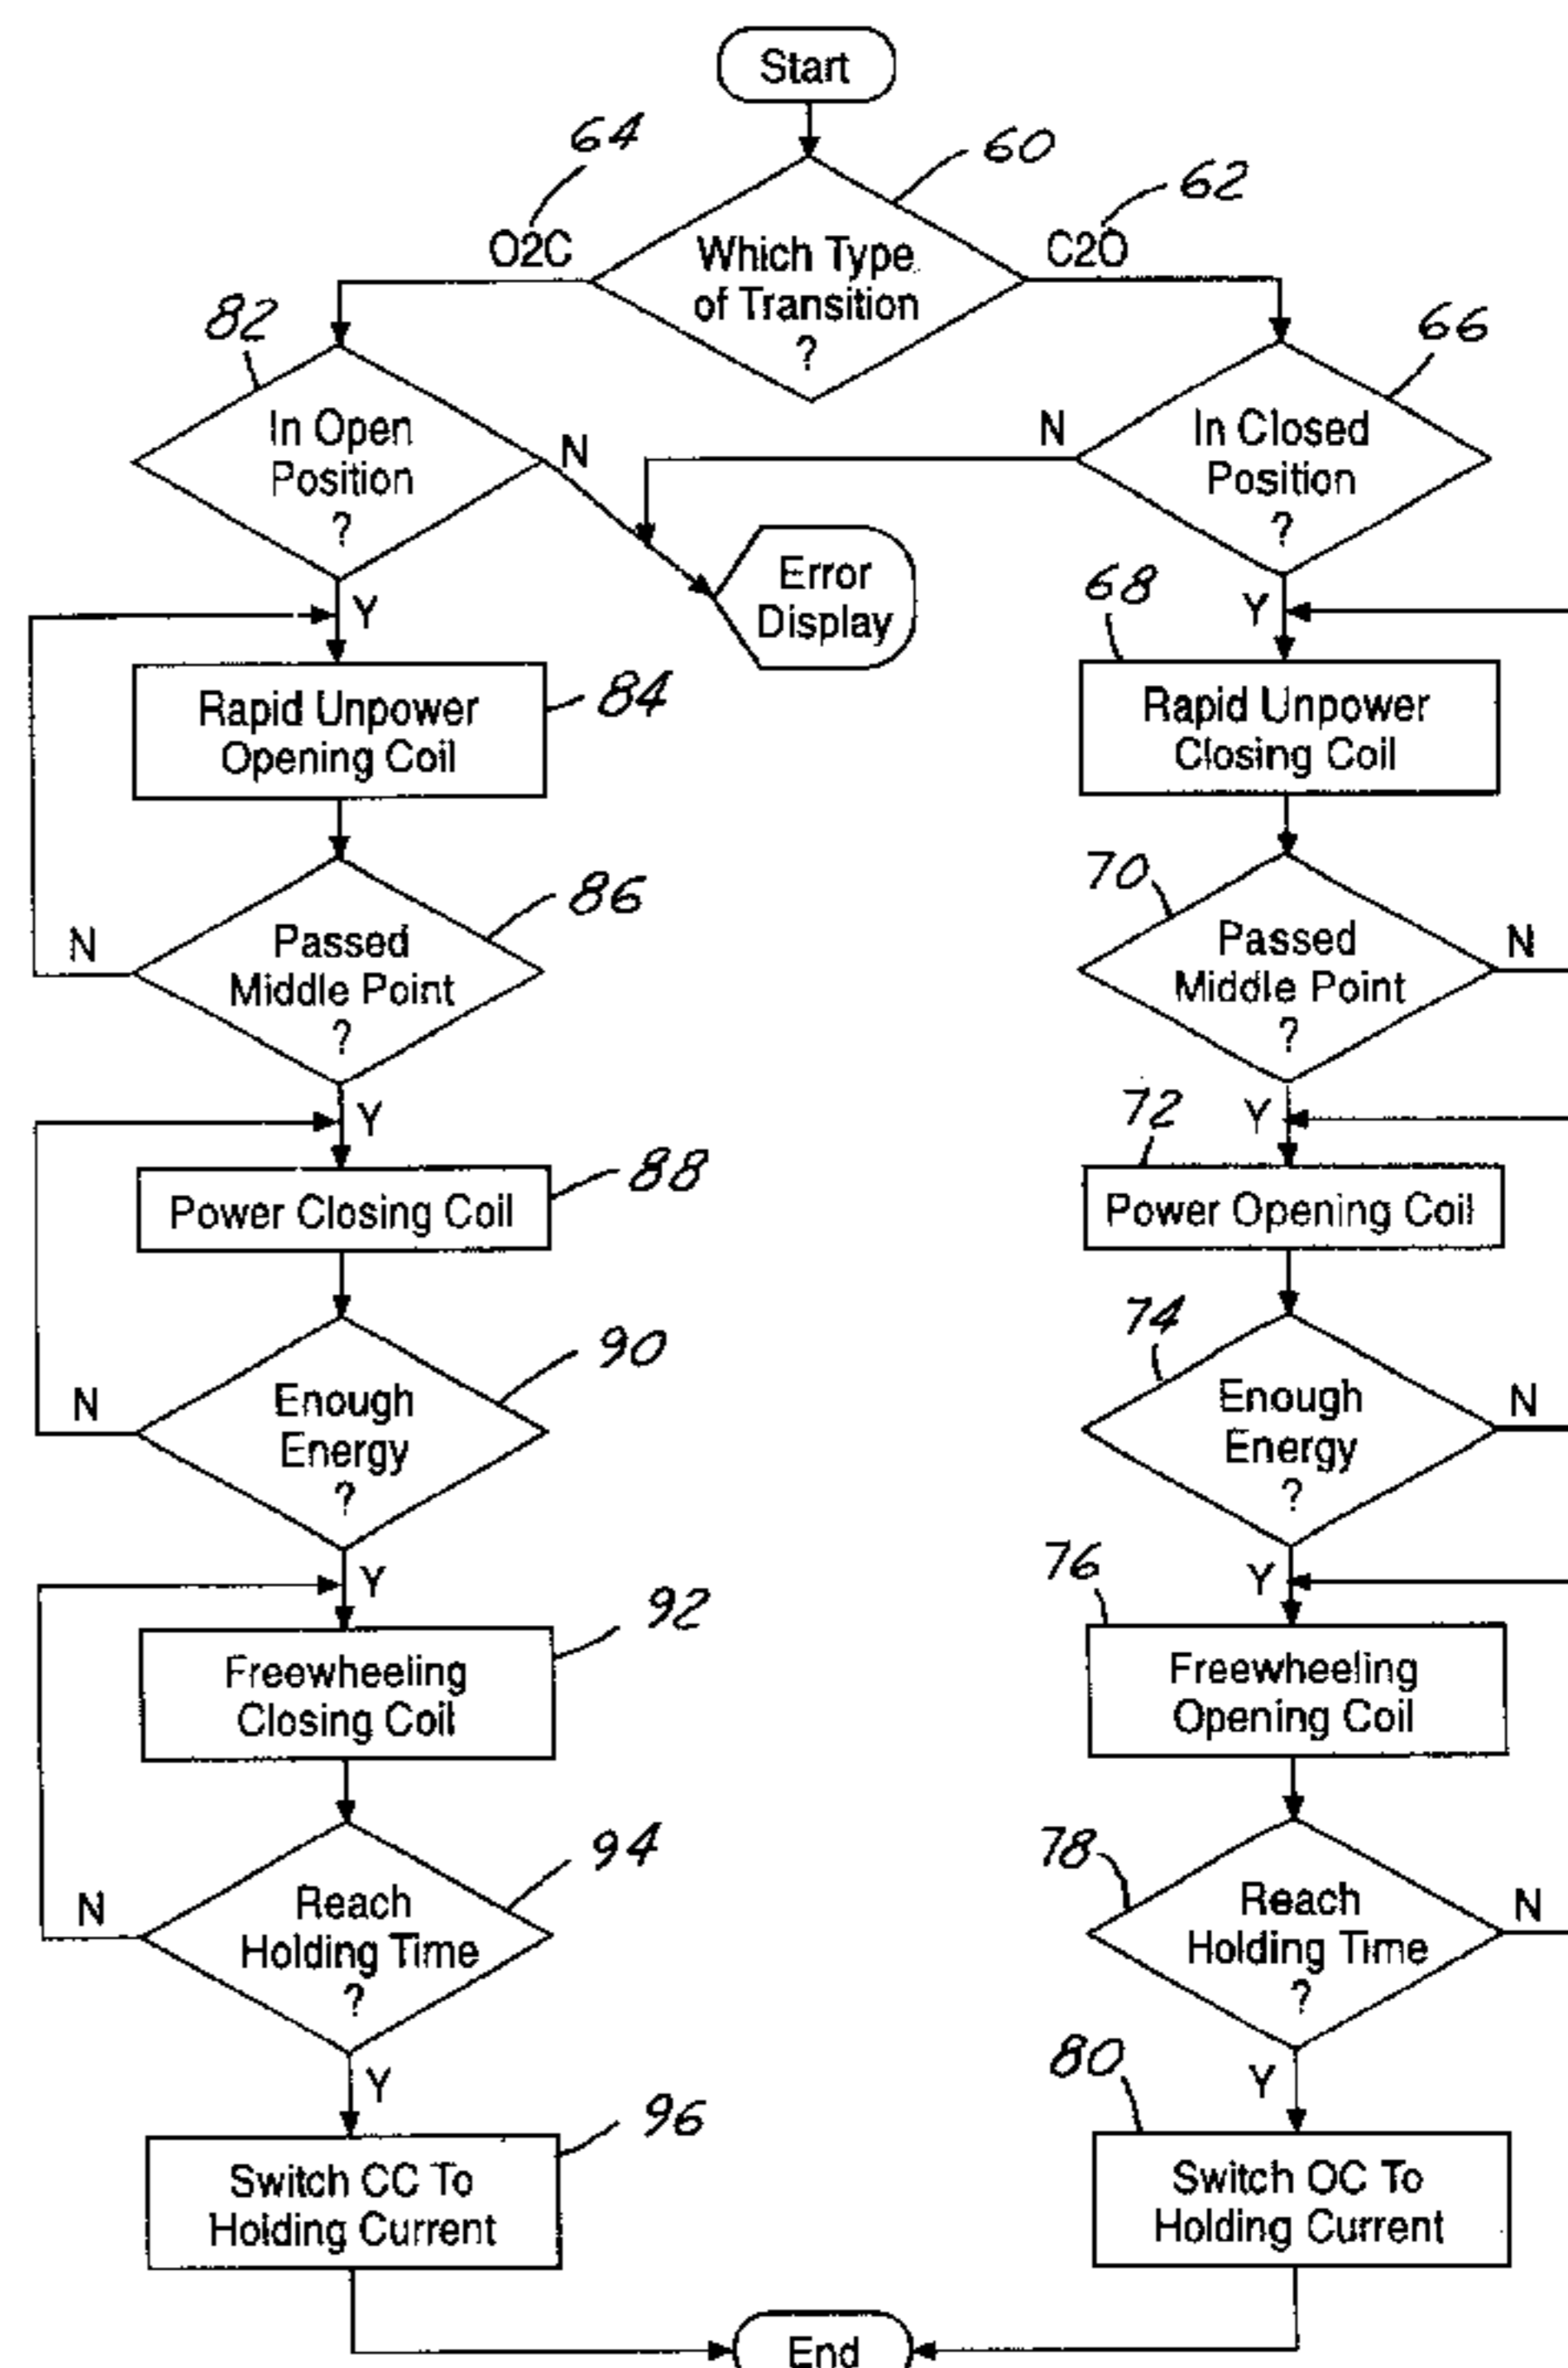 Start
64
60
62
O2C
C2O
Which Type
of Transition
?
82
66
In Open
Position
?
N
N
In Closed
Position
?
Error
Display
Y
68
Y
Rapid Unpower
Opening Coil
84
Rapid Unpower
Closing Coil
86
70
N
Passed
Middle Point
?
Passed
Middle Point
?
N
Y
72
Y
Power Closing Coil
88
Power Opening Coil
90
74
N
Enough
Energy
?
Enough
Energy
?
N
Y
76
Y
92
Freewheeling
Closing Coil
Freewheeling
Opening Coil
94
78
N
Reach
Holding Time
?
Reach
Holding Time
?
N
Y
80
Y
96
Switch CC To
Holding Current
Switch OC To
Holding Current
End